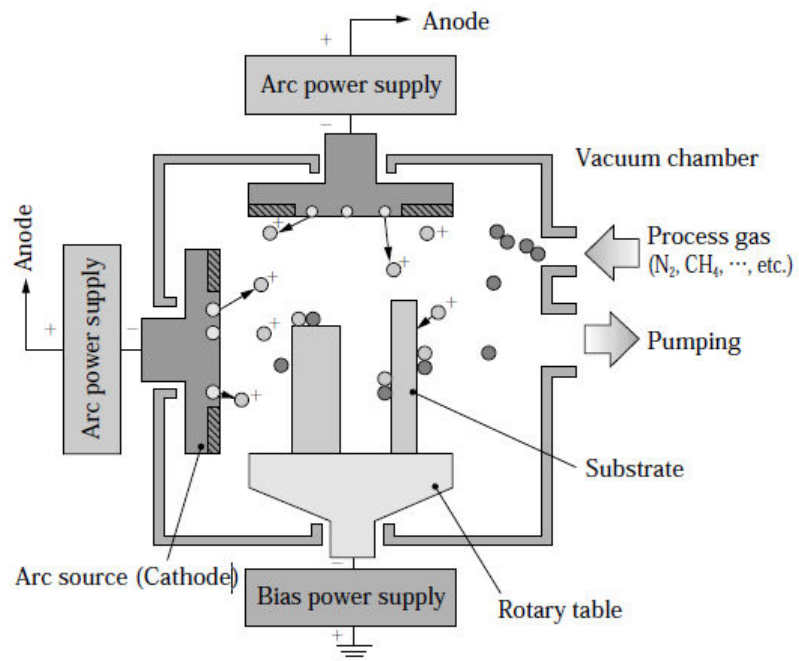 +
Anode
Arc power supply
−
Vacuum chamber
Process gas
(N₂, CH₄, ⋯, etc.)
Pumping
Anode
+
Arc power supply
−
+
+
+
+
+
+
+
Substrate
Arc source (Cathode)
−
Bias power supply
+
Rotary table